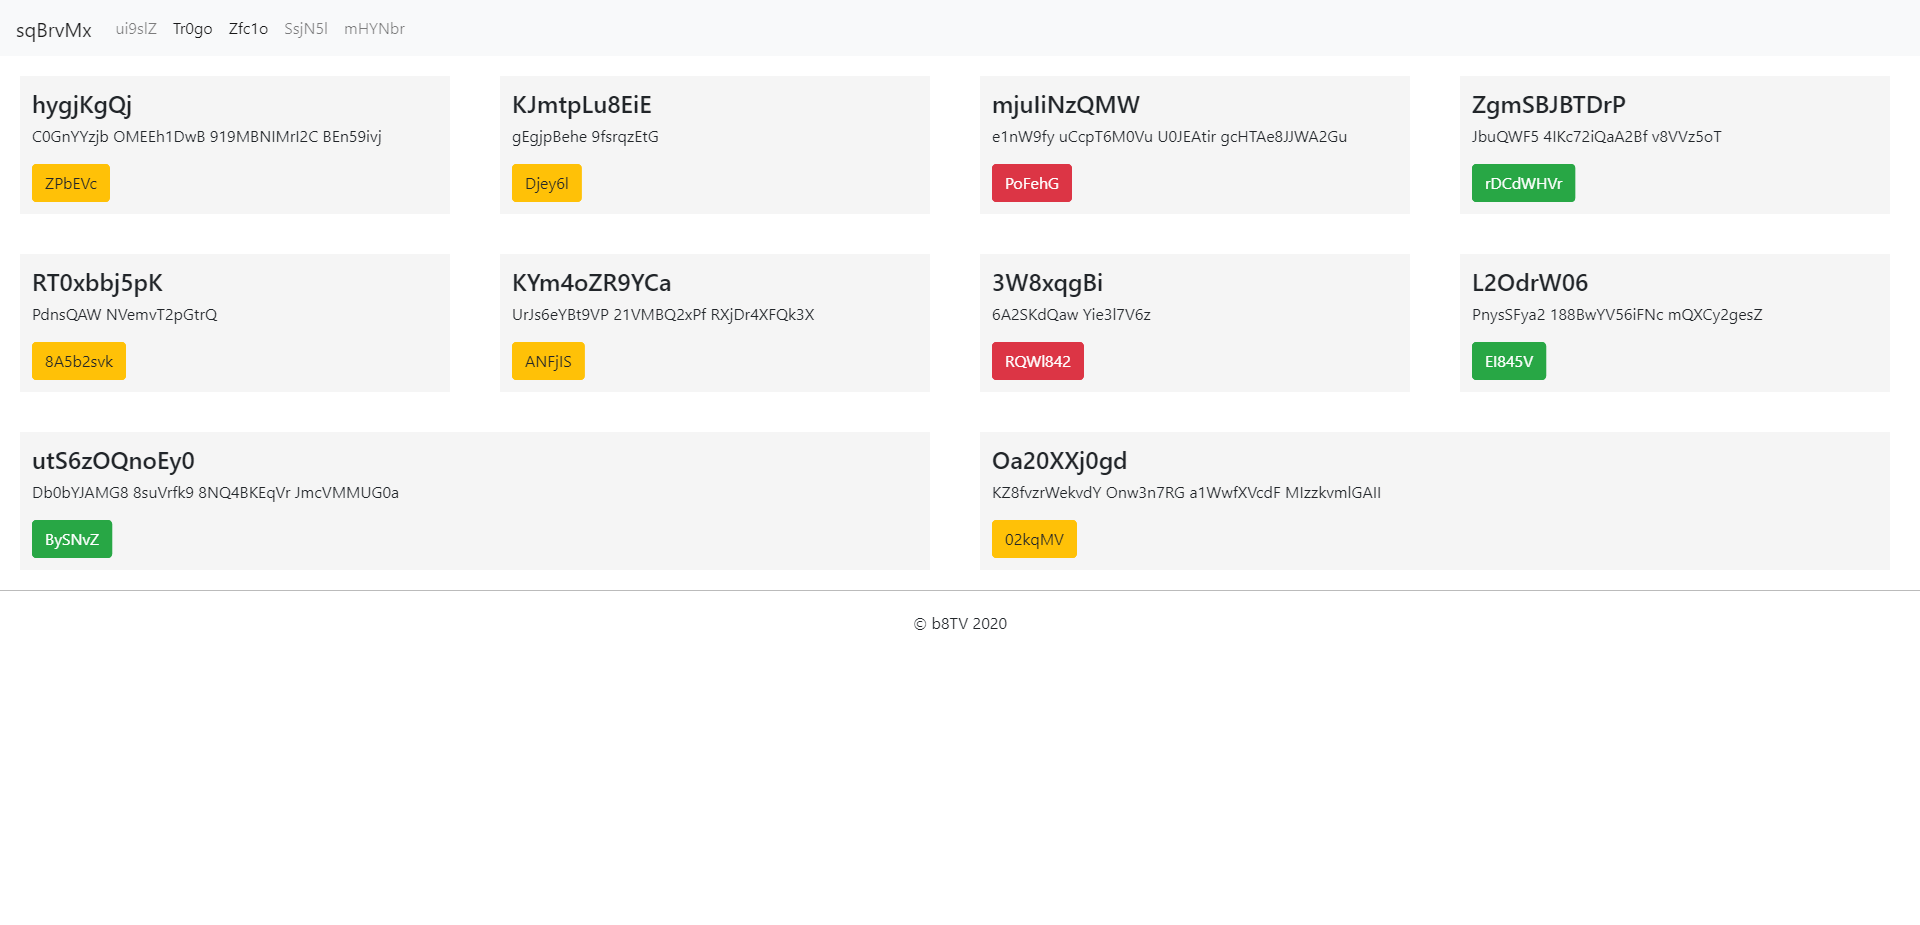 sqBrvMx ui9slZ Tr0go Zfc1o SsjN5l mHYNbr
hygjKgQj
C0GnYYzjb OMEEh1DwB 919MBNIMrI2C BEn59ivj
ZPbEVc
KJmtpLu8EiE
gEgjpBehe 9fsrqzEtG
Djey6l
mjuIiNzQMW
e1nW9fy uCcpT6M0Vu U0JEAtir gcHTAe8JJWA2Gu
PoFehG
ZgmSBJBTDrP
JbuQWF5 4IKc72iQaA2Bf v8VVz5oT
rDCdWHVr
RT0xbbj5pK
PdnsQAW NVemvT2pGtrQ
8A5b2svk
KYm4oZR9YCa
UrJs6eYBt9VP 21VMBQ2xPf RXjDr4XFQk3X
ANFjIS
3W8xqgBi
6A2SKdQaw Yie3l7V6z
RQWl842
L2OdrW06
PnysSFya2 188BwYV56iFNc mQXCy2gesZ
EI845V
utS6zOQnoEy0
Db0bYJAMG8 8suVrfk9 8NQ4BKEqVr JmcVMMUG0a
BySNvZ
Oa20XXj0gd
KZ8fvzrWekvdY Onw3n7RG a1WwfXVcdF MIzzkvmlGAII
02kqMV
© b8TV 2020